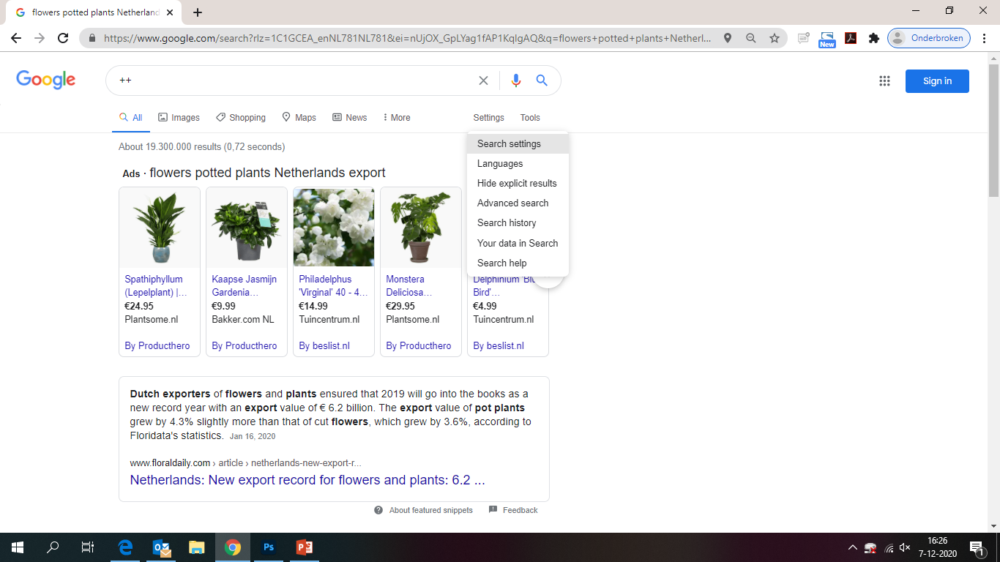 flowers potted plants Netherland
https://www.google.com/search?rlz=1C1GCEA_enNL781NL781&ei=nUjOX_GpLYag1fAP1KqIgAQ&q=flowers+potted+plants+Netherl...
New
Onderbroken
Google
++
Sign in
All Images Shopping Maps News More Settings Tools
About 19.300.000 results (0,72 seconds)
Search settings
Languages
Hide explicit results
Advanced search
Search history
Your data in Search
Search help
Ads · flowers potted plants Netherlands export
Spathiphyllum
(Lepelplant) |...
€24.95
Plantsome.nl
By Producthero
Kaapse Jasmijn
Gardenia...
€9.99
Bakker.com NL
By Producthero
Philadelphus
'Virginal' 40 - 4...
€14.99
Tuincentrum.nl
By beslist.nl
Monstera
Deliciosa...
€29.95
Plantsome.nl
By Producthero
Delphinium
Bird'...
€4.99
Tuincentrum.nl
By beslist.nl
Dutch exporters of flowers and plants ensured that 2019 will go into the books as a
new record year with an export value of € 6.2 billion. The export value of pot plants
grew by 4.3% slightly more than that of cut flowers, which grew by 3.6%, according to
Floridata's statistics. Jan 16, 2020
www.floraldaily.com › article › netherlands-new-export-r...
Netherlands: New export record for flowers and plants: 6.2 ...
About featured snippets Feedback
Ps
16:26
7-12-2020
1